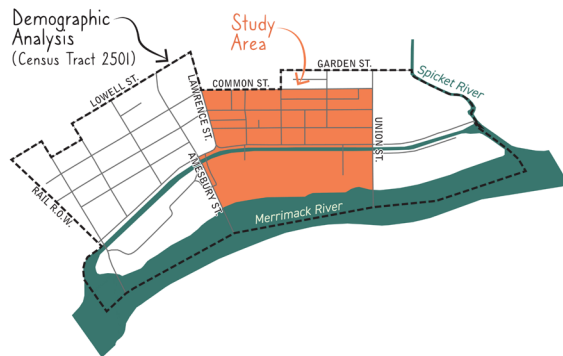 Demographic
Analysis
(Census Tract 2501)
Study
Area
GARDEN ST.
COMMON ST.
LOWELL ST.
LAWRENCE ST.
Spicket River
UNION ST.
AMESBURY ST.
RAIL R.O.W.
Merrimack River